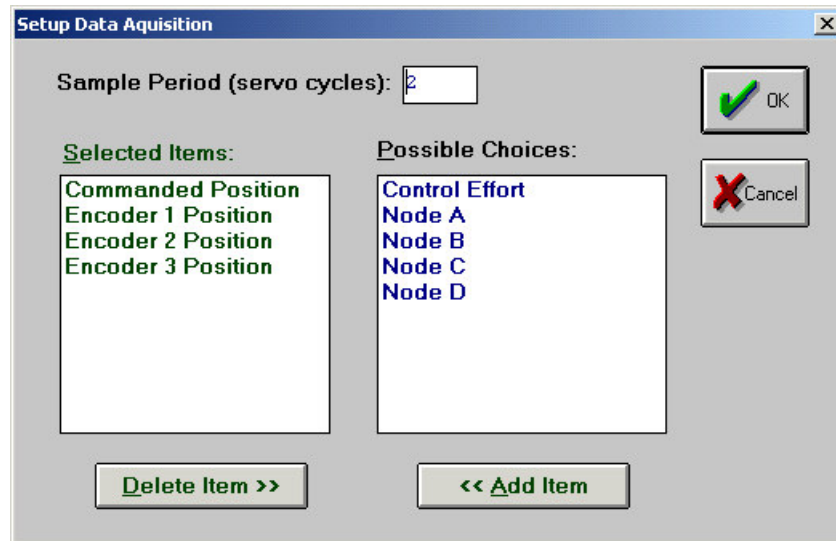 Setup Data Aquisition
Sample Period (servo cycles): 2
OK
Cancel
Selected Items:
Commanded Position
Encoder 1 Position
Encoder 2 Position
Encoder 3 Position
Possible Choices:
Control Effort
Node A
Node B
Node C
Node D
Delete Item >>
<< Add Item